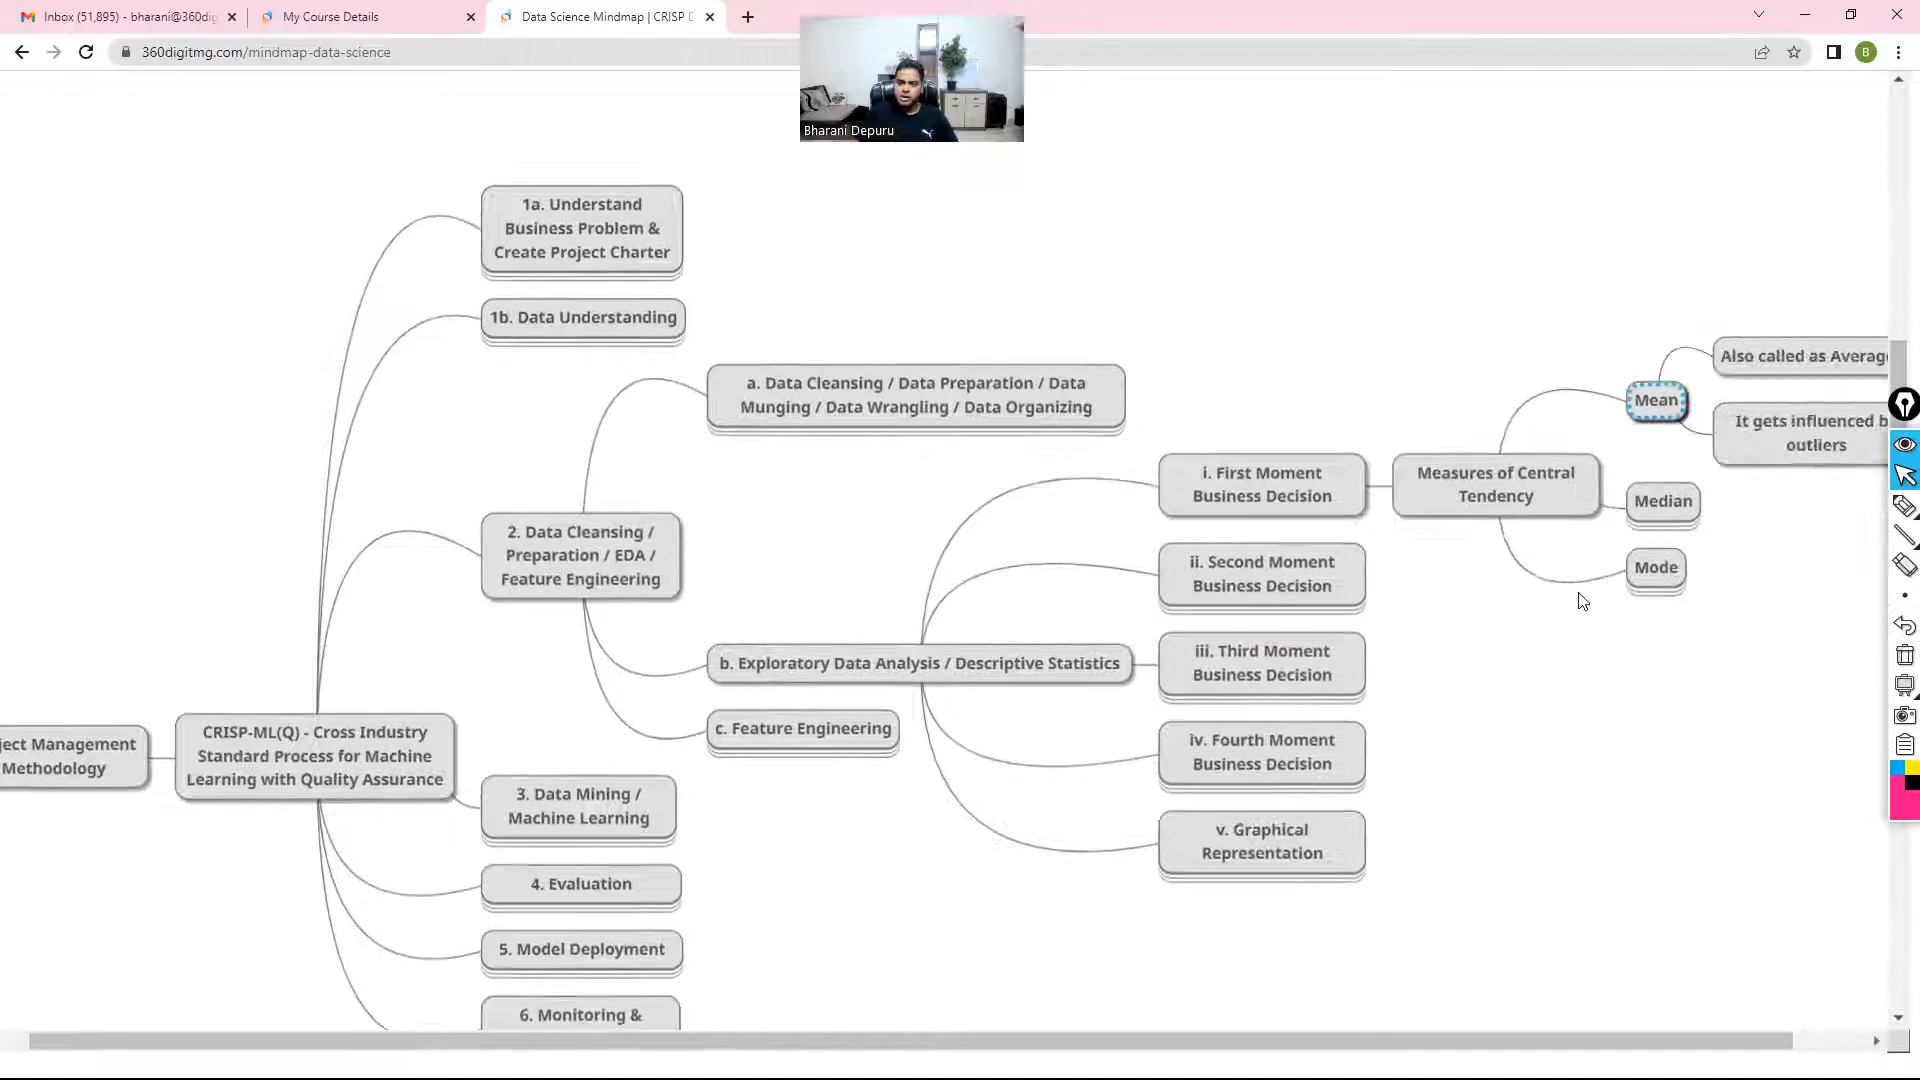 Inbox (51,895) - bharani@360dig
My Course Details
Data Science Mindmap | CRISP D
360digitmg.com/mindmap-data-science
B
Bharani Depuru
1a. Understand
Business Problem &
Create Project Charter
1b. Data Understanding
a. Data Cleansing / Data Preparation / Data
Munging / Data Wrangling / Data Organizing
2. Data Cleansing /
Preparation / EDA /
Feature Engineering
i. First Moment
Business Decision
Measures of Central
Tendency
Mean
Also called as Averag
It gets influenced b
outliers
Median
Mode
ii. Second Moment
Business Decision
iii. Third Moment
Business Decision
b. Exploratory Data Analysis / Descriptive Statistics
c. Feature Engineering
iv. Fourth Moment
Business Decision
v. Graphical
Representation
ject Management
Methodology
CRISP-ML(Q) - Cross Industry
Standard Process for Machine
Learning with Quality Assurance
3. Data Mining /
Machine Learning
4. Evaluation
5. Model Deployment
6. Monitoring &